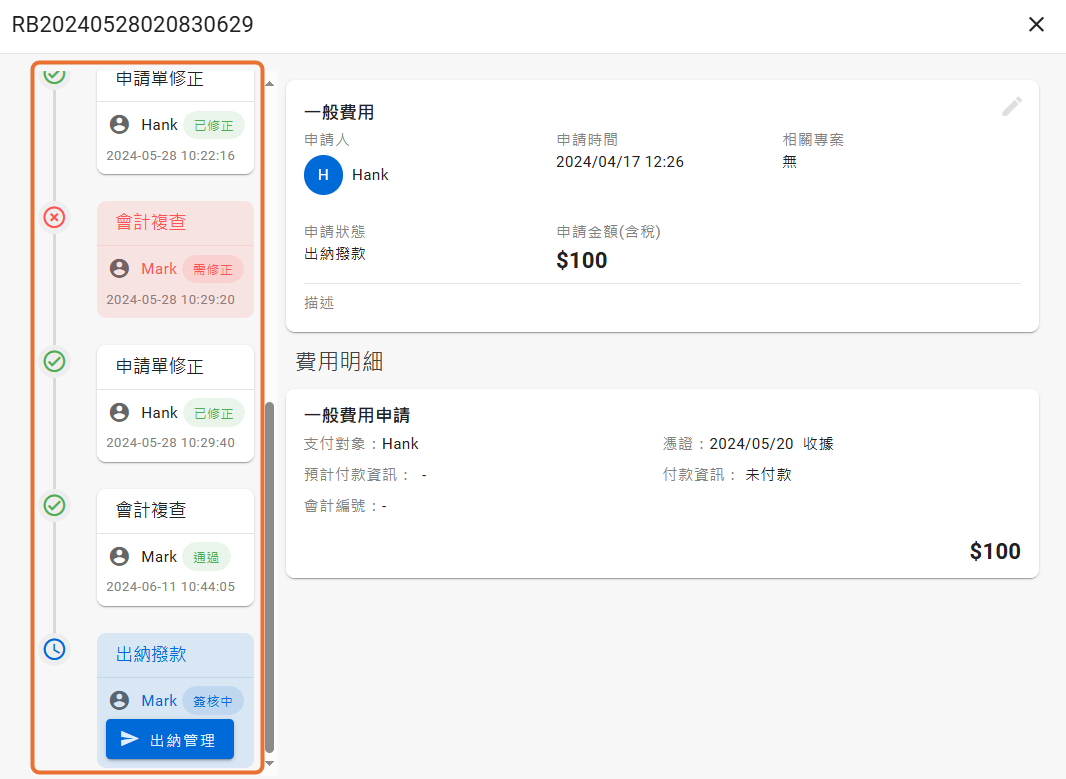 RB20240528020830629
申請單修正
Hank 已修正
2024-05-28 10:22:16
會計複查
Mark 需修正
2024-05-28 10:29:20
申請單修正
Hank 已修正
2024-05-28 10:29:40
會計複查
Mark 通過
2024-06-11 10:44:05
出納撥款
Mark 簽核中
出納管理
一般費用
申請人
H Hank
申請時間
2024/04/17 12:26
相關專案
無
申請狀態
出納撥款
申請金額(含稅)
$100
描述
費用明細
一般費用申請
支付對象：Hank
憑證：2024/05/20 收據
預計付款資訊： -
付款資訊： 未付款
會計編號：-
$100